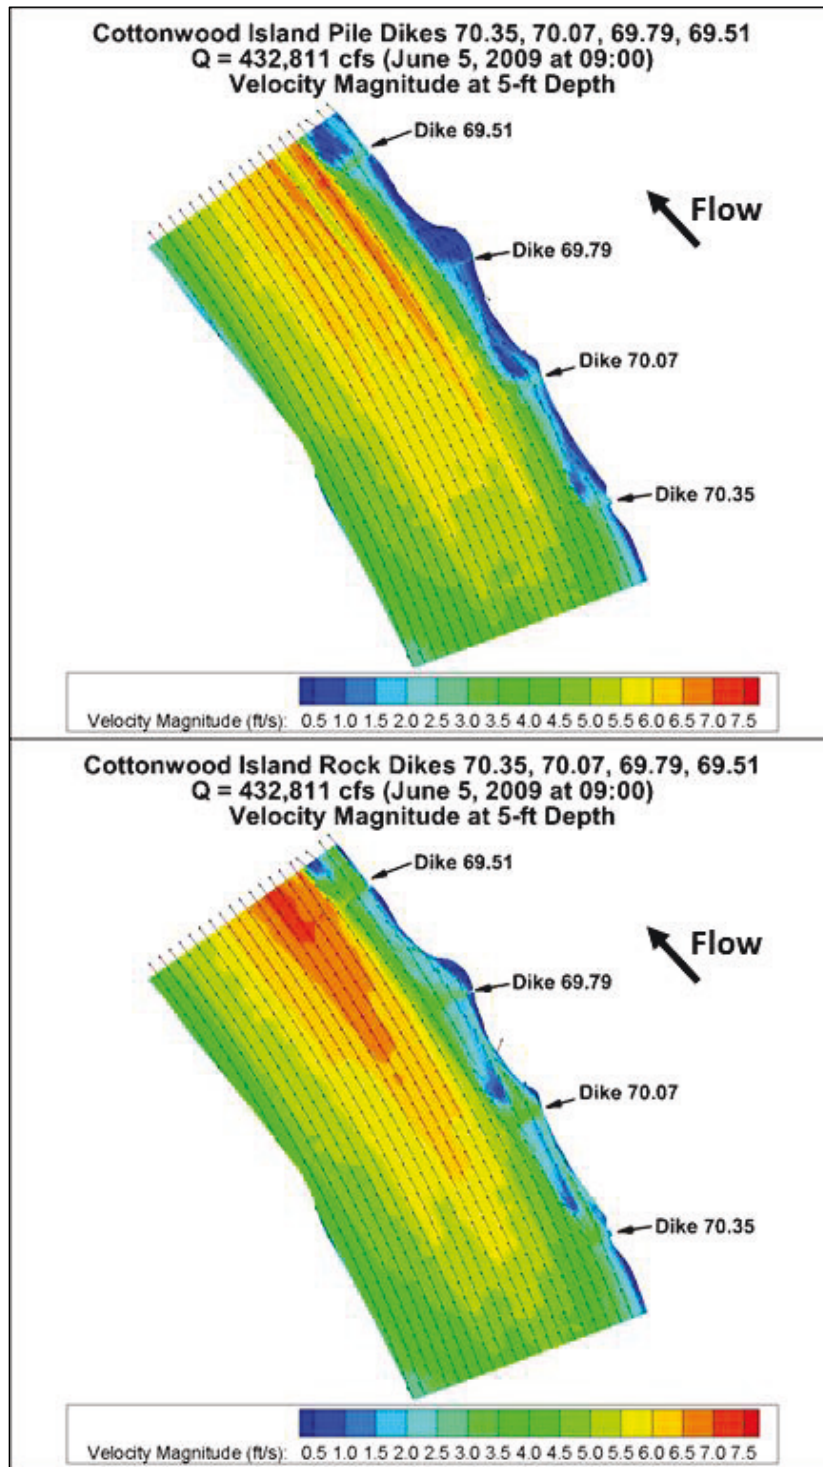 Cottonwood Island Pile Dikes 70.35, 70.07, 69.79, 69.51
Q = 432,811 cfs (June 5, 2009 at 09:00)
Velocity Magnitude at 5-ft Depth
Dike 69.51
Flow
Dike 69.79
Dike 70.07
Dike 70.35
Velocity Magnitude (ft/s): 0.5 1.0 1.5 2.0 2.5 3.0 3.5 4.0 4.5 5.0 5.5 6.0 6.5 7.0 7.5
Cottonwood Island Rock Dikes 70.35, 70.07, 69.79, 69.51
Q = 432,811 cfs (June 5, 2009 at 09:00)
Velocity Magnitude at 5-ft Depth
Dike 69.51
Flow
Dike 69.79
Dike 70.07
Dike 70.35
Velocity Magnitude (ft/s): 0.5 1.0 1.5 2.0 2.5 3.0 3.5 4.0 4.5 5.0 5.5 6.0 6.5 7.0 7.5